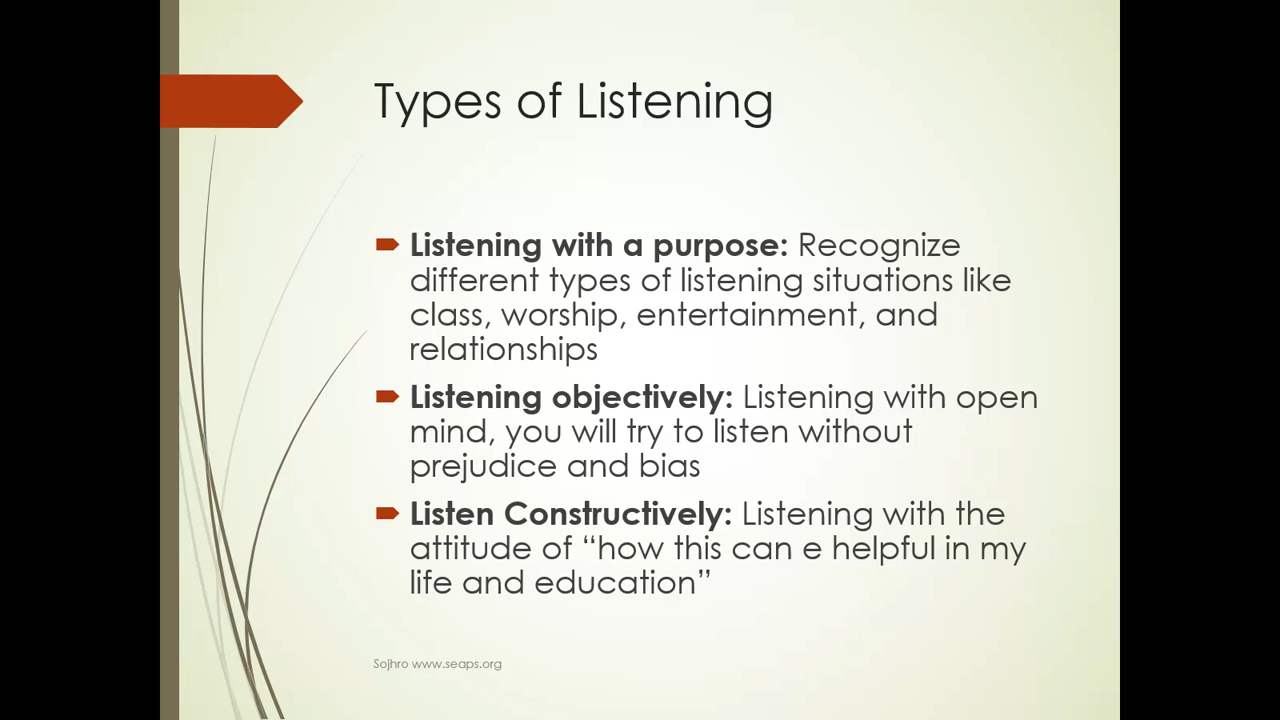 Types of Listening
Listening with a purpose: Recognize
different types of listening situations like
class, worship, entertainment, and
relationships
Listening objectively: Listening with open
mind, you will try to listen without
prejudice and bias
Listen Constructively: Listening with the
attitude of “how this can e helpful in my
life and education”
Sojhro www.seaps.org